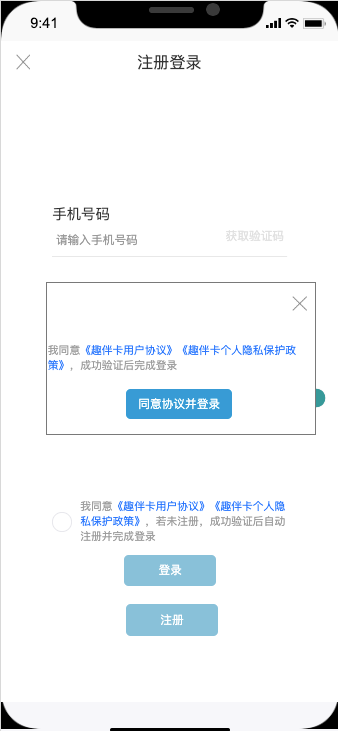 9:41
注册登录
手机号码
请输入手机号码 获取验证码
我同意《趣伴卡用户协议》《趣伴卡个人隐私保护政
策》，成功验证后完成登录
同意协议并登录
我同意《趣伴卡用户协议》《趣伴卡个人隐
私保护政策》，若未注册，成功验证后自动
注册并完成登录
登录
注册